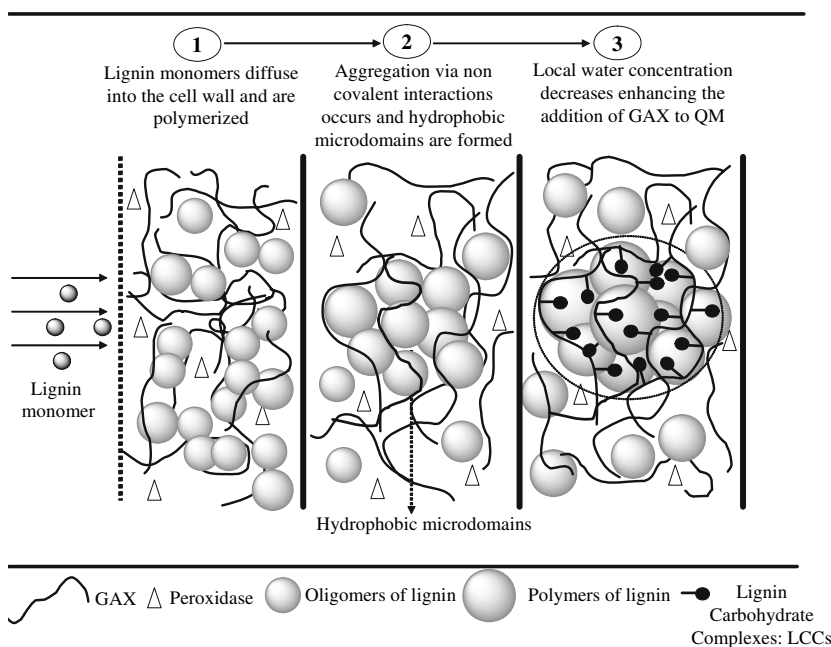 1
2
3
Lignin monomers diffuse
into the cell wall and are
polymerized
Aggregation via non
covalent interactions
occurs and hydrophobic
microdomains are formed
Local water concentration
decreases enhancing the
addition of GAX to QM
Lignin
monomer
Hydrophobic microdomains
GAX
Peroxidase
Oligomers of lignin
Polymers of lignin
Lignin
Carbohydrate
Complexes: LCCs